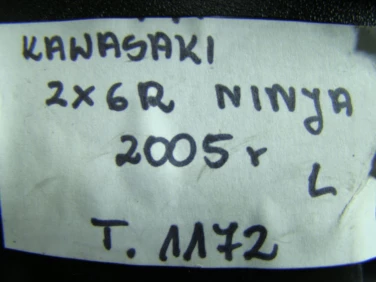 KAWASAKI
ZX6R NINJA
2005r
L
T. 1172